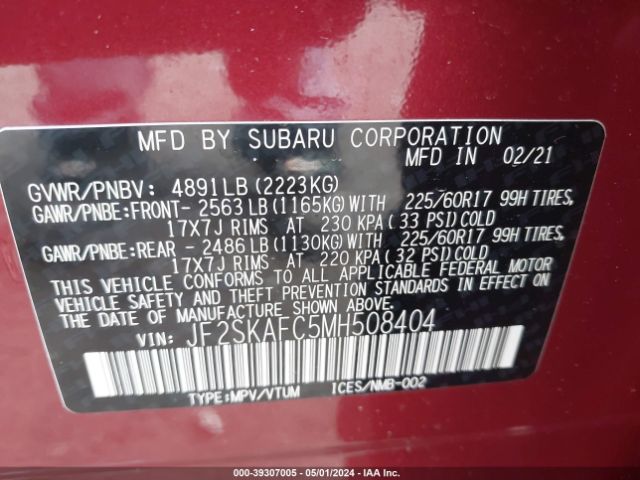 MFD BY SUBARU CORPORATION
MFD IN 02/21
GVWR/PNBV: 4891LB (2223KG)
GAWR/PNBE:FRONT- 2563 LB (1165KG) WITH 225/60R17 99H TIRES,
17X7J RIMS AT 230 KPA (33 PSI) COLD
GAWR/PNBE:REAR - 2486 LB (1130KG) WITH 225/60R17 99H TIRES,
17X7J RIMS AT 220 KPA (32 PSI) COLD
THIS VEHICLE CONFORMS TO ALL APPLICABLE FEDERAL MOTOR
VEHICLE SAFETY AND THEFT PREVENTION STANDARDS IN EFFECT ON
THE DATE OF MANUFACTURE SHOWN ABOVE.
VIN: JF2SKAFC5MH508404
TYPE:MPV/VTUM ICES/NMB-002
000-39307005 - 05/01/2024 - IAA Inc.